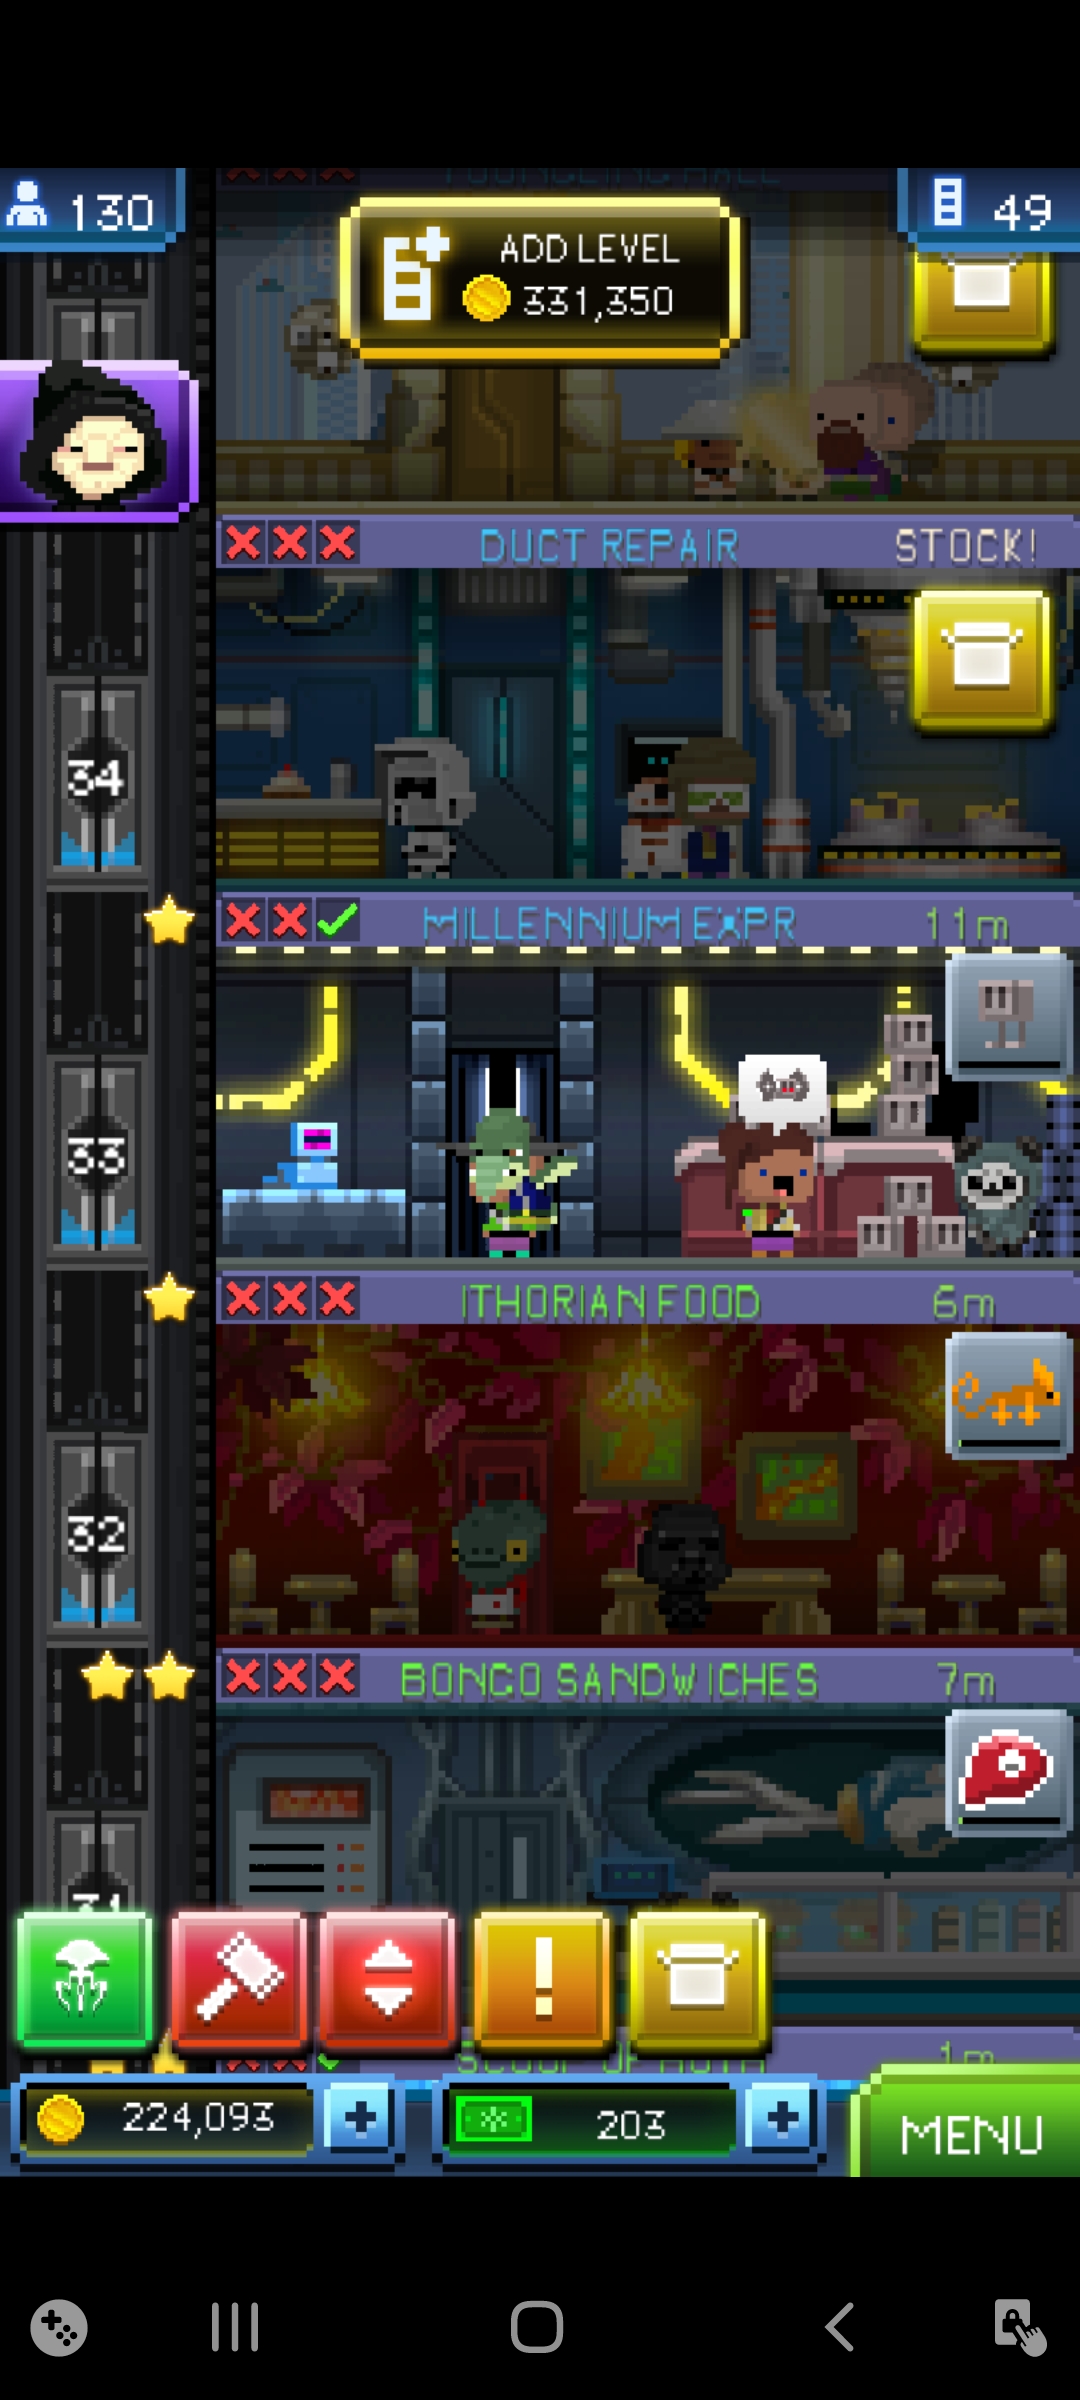 130
49
ADD LEVEL
331,350
DUCT REPAIR
STOCK!
34
MILLENNIUM EXPR
11m
33
ITHORIAN FOOD
6m
32
BONGO SANDWICHES
7m
31
1m
224,093
203
MENU